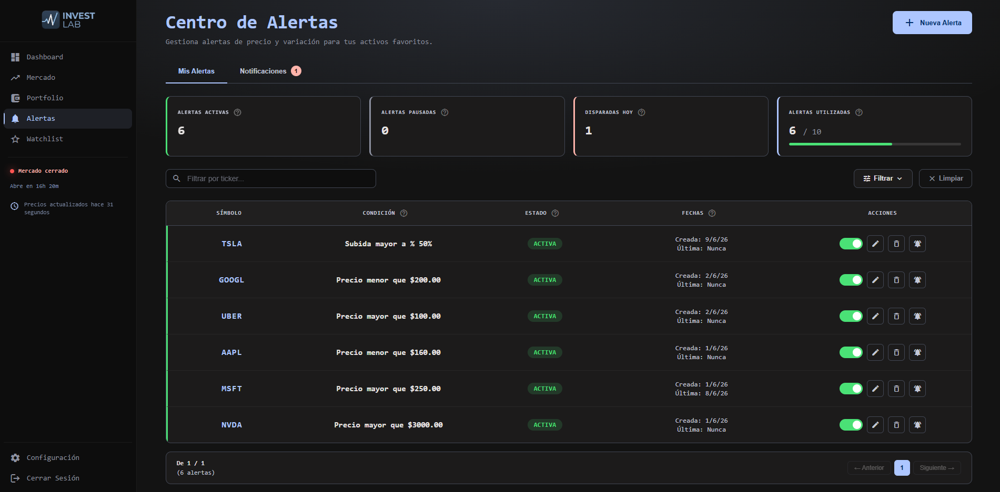 INVEST
LAB
Dashboard
Mercado
Portfolio
Alertas
Watchlist
Mercado cerrado
Abre en 16h 20m
Precios actualizados hace 31
segundos
Configuración
Cerrar Sesión
Centro de Alertas
Gestiona alertas de precio y variación para tus activos favoritos.
+ Nueva Alerta
Mis Alertas
Notificaciones 1
ALERTAS ACTIVAS ?
6
ALERTAS PAUSADAS ?
0
DISPARADAS HOY ?
1
ALERTAS UTILIZADAS ?
6 / 10
Filtrar por ticker...
Filtrar
Limpiar
SÍMBOLO CONDICIÓN ? ESTADO ? FECHAS ? ACCIONES
TSLA Subida mayor a % 50% ACTIVA Creada: 9/6/26
Última: Nunca
GOOGL Precio menor que $200.00 ACTIVA Creada: 2/6/26
Última: Nunca
UBER Precio mayor que $100.00 ACTIVA Creada: 2/6/26
Última: Nunca
AAPL Precio menor que $160.00 ACTIVA Creada: 1/6/26
Última: Nunca
MSFT Precio mayor que $250.00 ACTIVA Creada: 1/6/26
Última: 8/6/26
NVDA Precio mayor que $3000.00 ACTIVA Creada: 1/6/26
Última: Nunca
De 1 / 1
(6 alertas)
← Anterior 1 Siguiente →